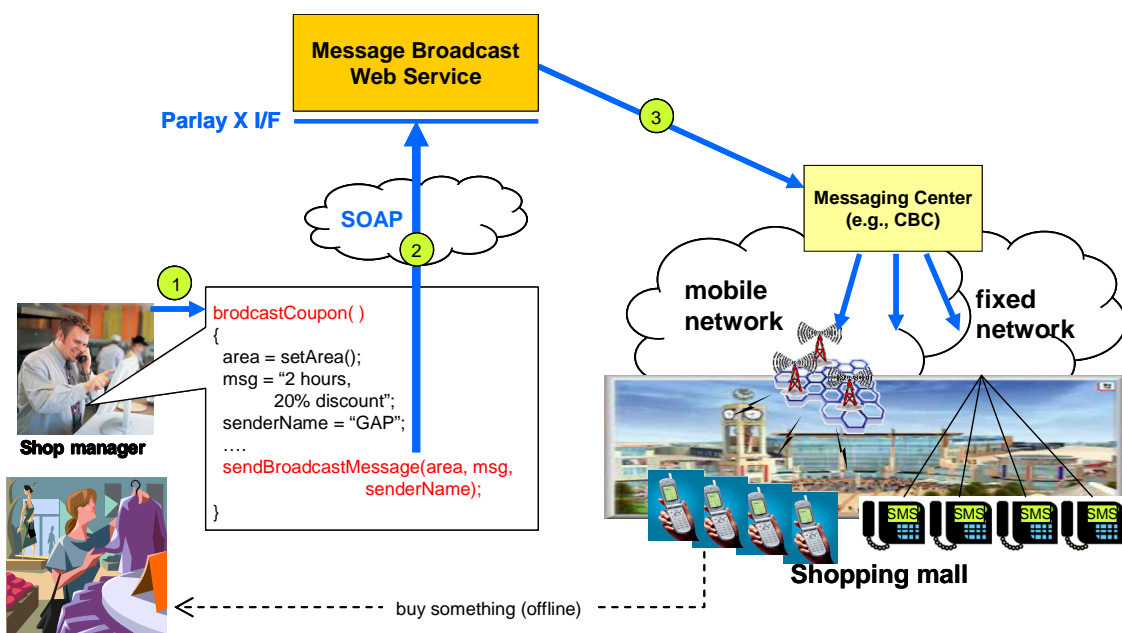 Message Broadcast
Web Service
Parlay X I/F
3
SOAP
Messaging Center
(e.g., CBC)
2
1
mobile
network
fixed
network
brodcastCoupon( )
{
area = setArea();
msg = “2 hours,
20% discount”;
senderName = “GAP”;
….
sendBroadcastMessage(area, msg,
senderName);
}
Shop manager
SMS SMS SMS SMS
Shopping mall
buy something (offline)